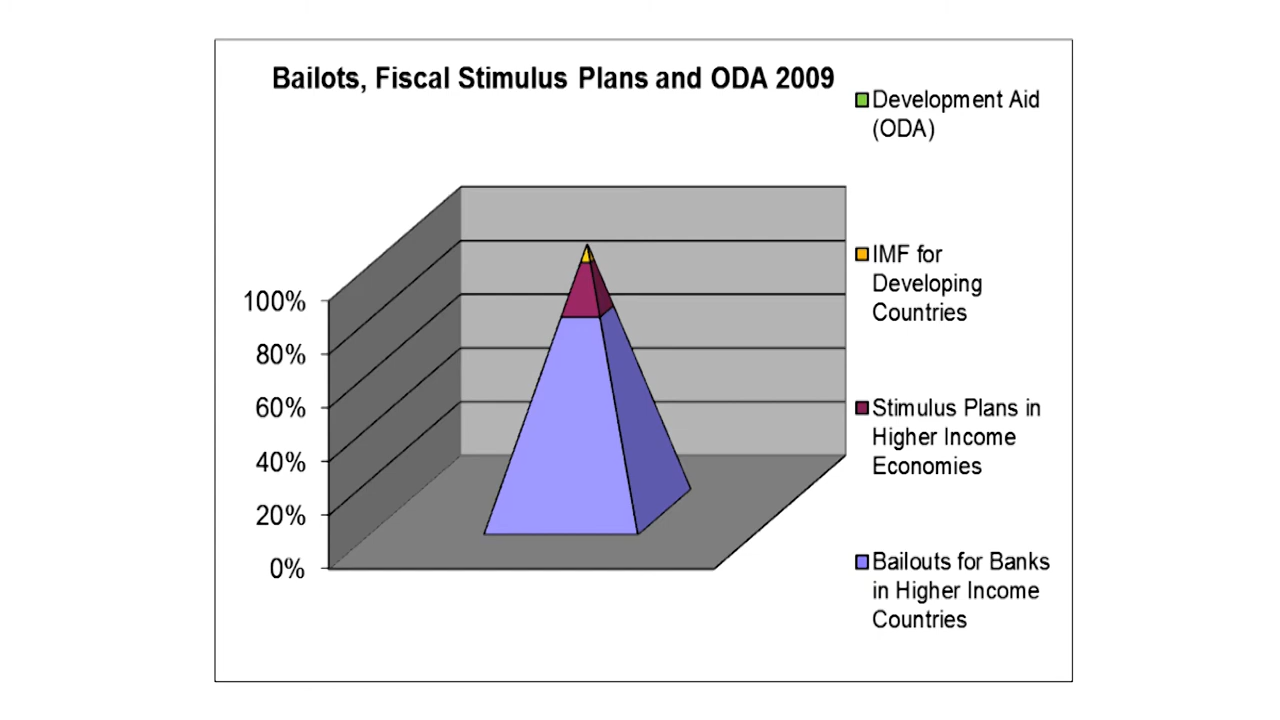 Bailots, Fiscal Stimulus Plans and ODA 2009
Development Aid
(ODA)
IMF for
Developing
Countries
Stimulus Plans in
Higher Income
Economies
Bailouts for Banks
in Higher Income
Countries
100%
80%
60%
40%
20%
0%